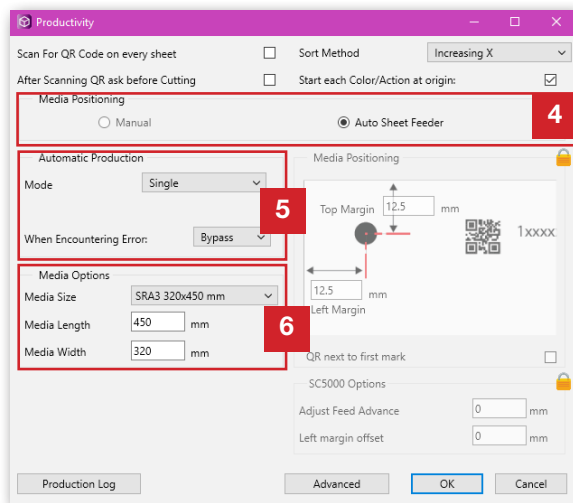 Productivity
Scan For QR Code on every sheet
Sort Method
Increasing X
After Scanning QR ask before Cutting
Start each Color/Action at origin:
Media Positioning
Manual
Auto Sheet Feeder
4
Automatic Production
Mode
Single
When Encountering Error:
Bypass
5
Media Options
Media Size
SRA3 320x450 mm
Media Length
450
mm
Media Width
320
mm
6
Media Positioning
Top Margin
12.5
mm
1xxxx
12.5
mm
Left Margin
QR next to first mark
SC5000 Options
Adjust Feed Advance
0
mm
Left margin offset
0
mm
Production Log
Advanced
OK
Cancel